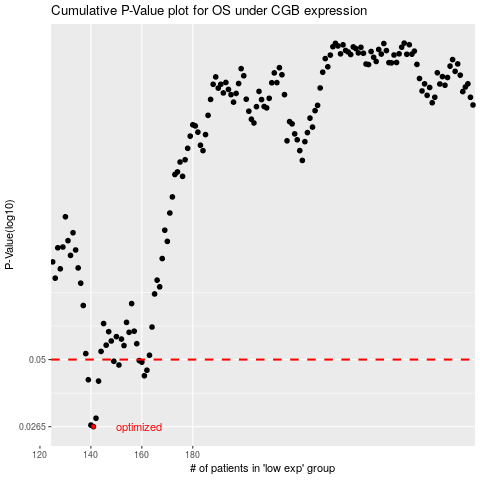 Cumulative P-Value plot for OS under CGB expression
P-Value(log10)
0.05
0.0265
optimized
120 140 160 180
# of patients in 'low exp' group